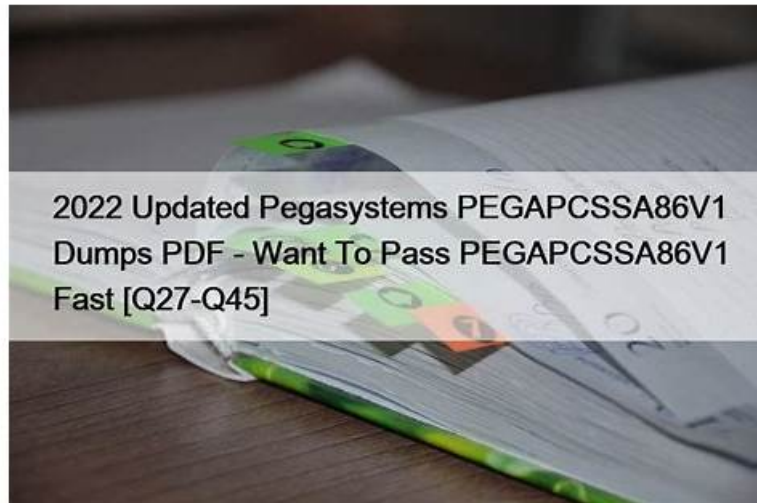 2022 Updated Pegasystems PEGAPCSSA86V1
Dumps PDF - Want To Pass PEGAPCSSA86V1
Fast [Q27-Q45]